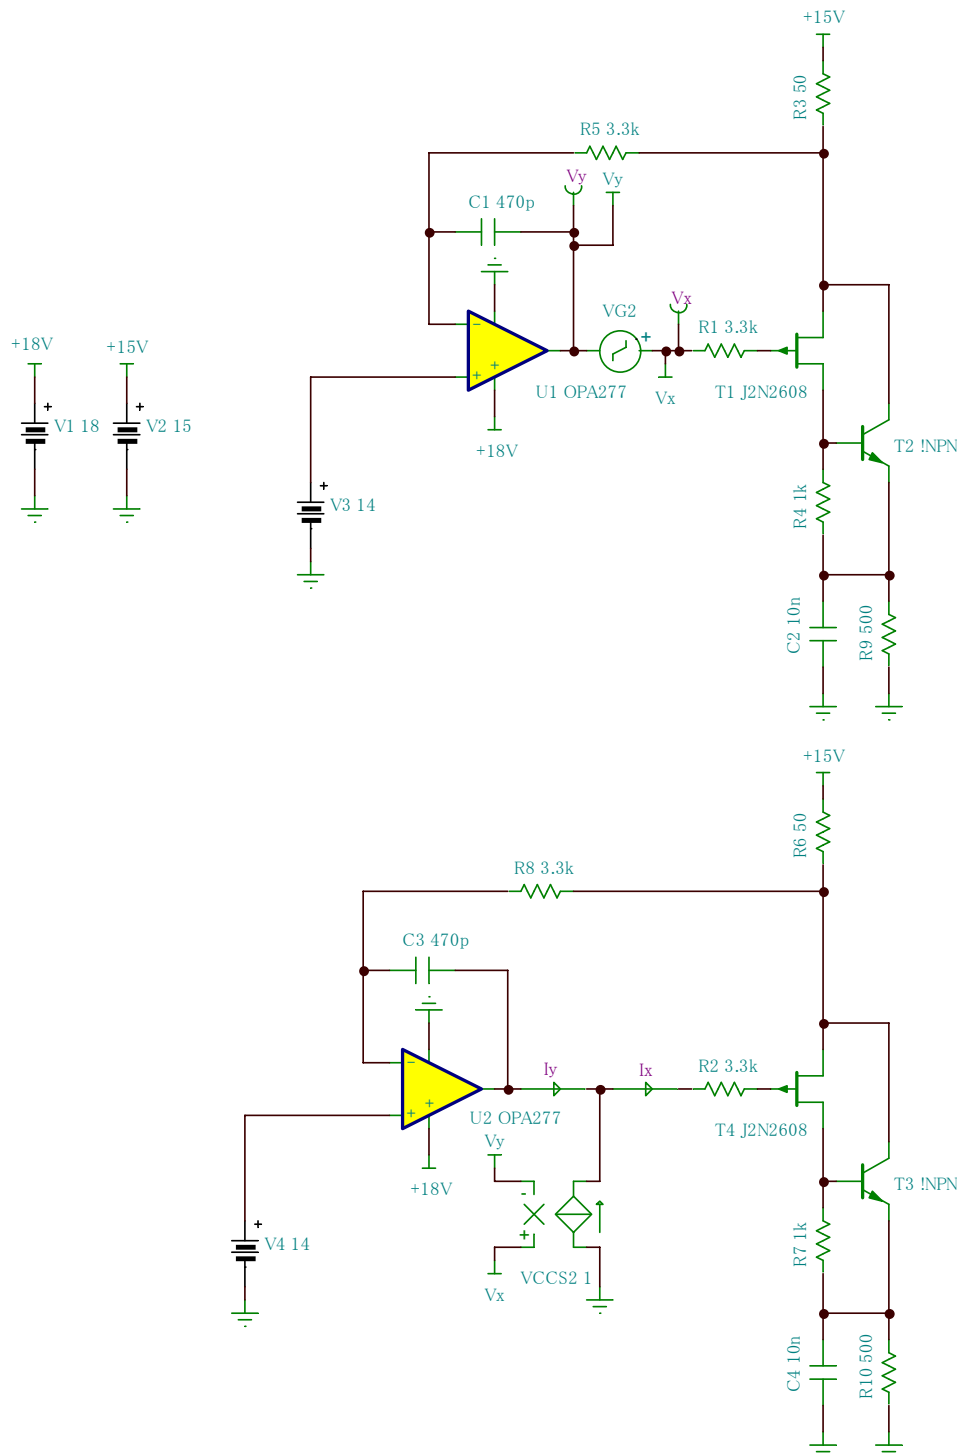 +15V
R3 50
R5 3.3k
Vy
Vy
C1 470p
Vx
VG2
R1 3.3k
+18V
+15V
U1 OPA277
T1 J2N2608
Vx
V1 18
V2 15
+18V
T2 !NPN
V3 14
R4 1k
C2 10n
R9 500
+15V
R6 50
R8 3.3k
C3 470p
Iy
Ix
R2 3.3k
U2 OPA277
T4 J2N2608
Vy
+18V
T3 !NPN
V4 14
R7 1k
VCCS2 1
Vx
C4 10n
R10 500